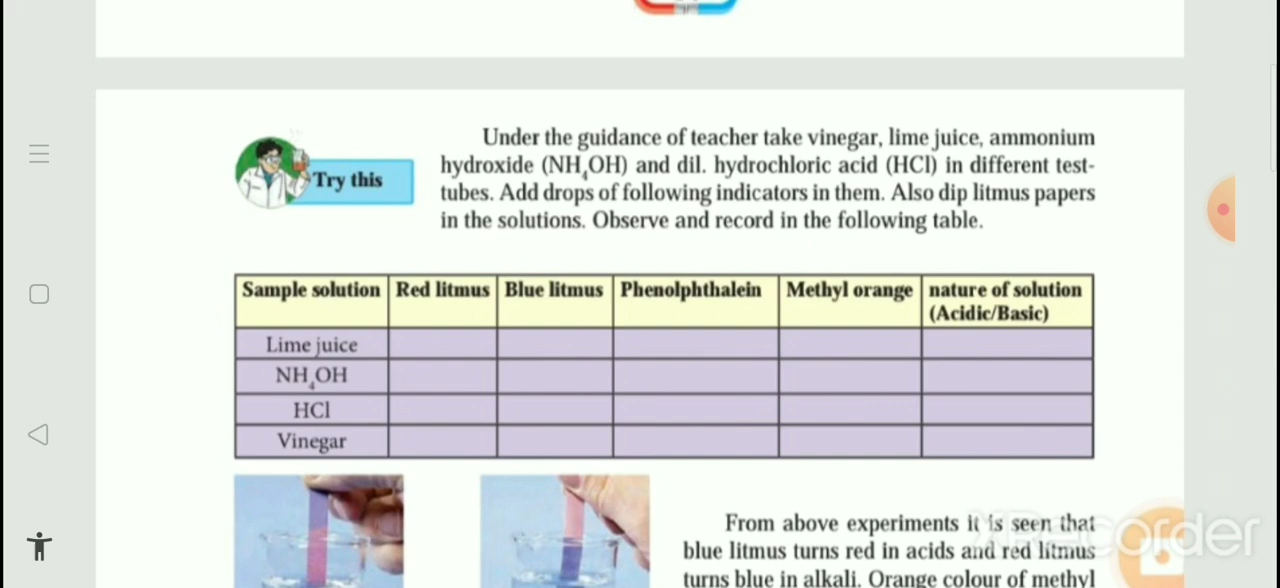 Try this
Under the guidance of teacher take vinegar, lime juice, ammonium
hydroxide (NH₄OH) and dil. hydrochloric acid (HCl) in different test-
tubes. Add drops of following indicators in them. Also dip litmus papers
in the solutions. Observe and record in the following table.
Sample solution Red litmus Blue litmus Phenolphthalein Methyl orange nature of solution
(Acidic/Basic)
Lime juice
NH₄OH
HCl
Vinegar
From above experiments it is seen that
blue litmus turns red in acids and red litmus
turns blue in alkali. Orange colour of methyl
XRecorder